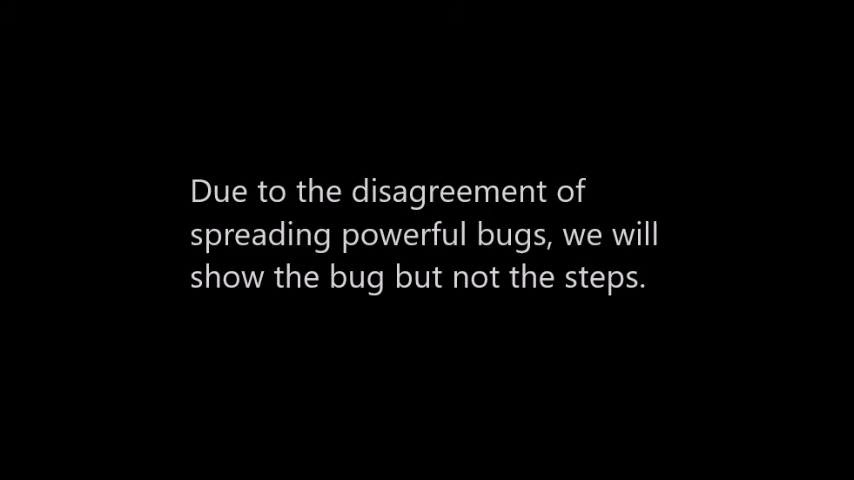 Due to the disagreement of
spreading powerful bugs, we will
show the bug but not the steps.